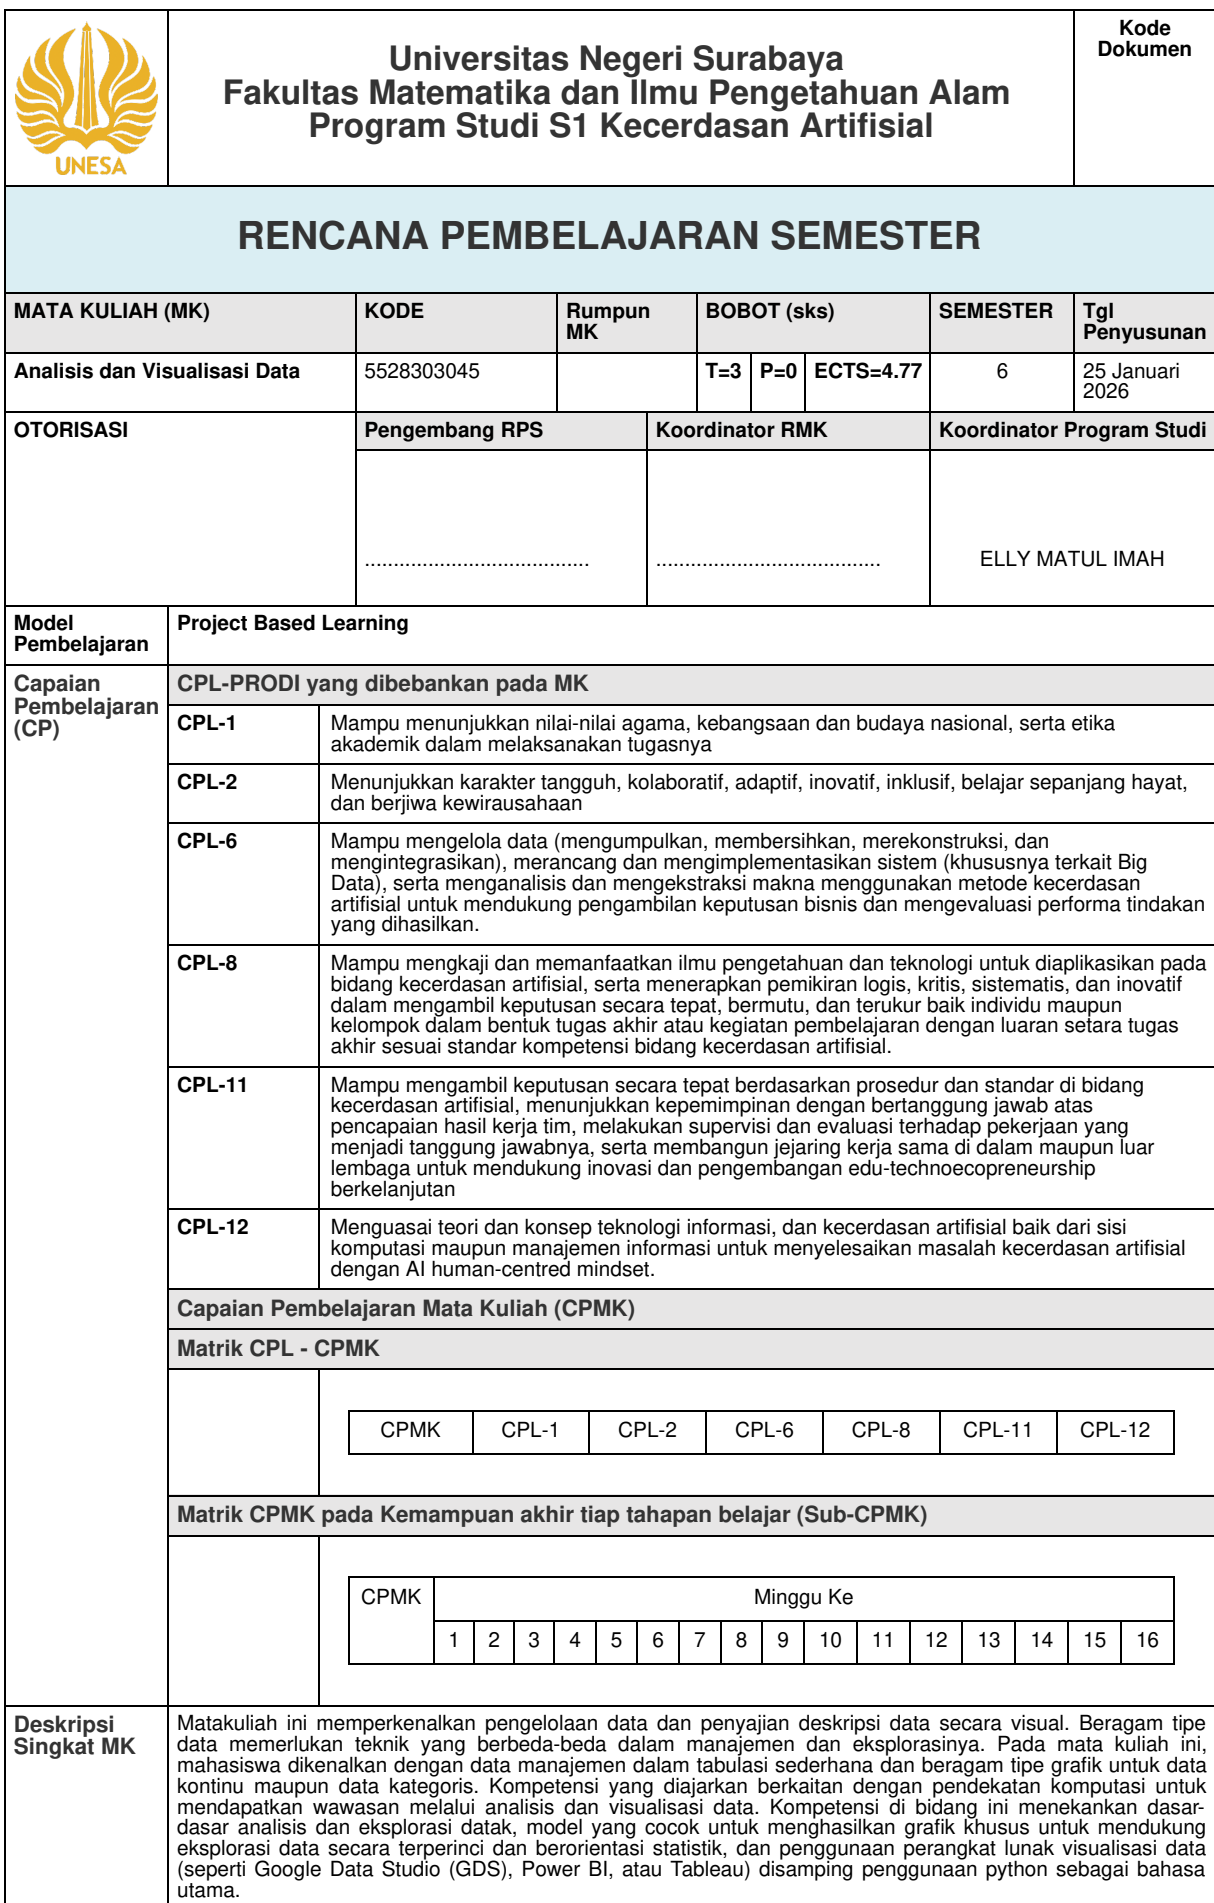 UNESA
Universitas Negeri Surabaya
Fakultas Matematika dan Ilmu Pengetahuan Alam
Program Studi S1 Kecerdasan Artifisial
Kode
Dokumen
RENCANA PEMBELAJARAN SEMESTER
MATA KULIAH (MK)
KODE
Rumpun
MK
BOBOT (sks)
SEMESTER
Tgl
Penyusunan
Analisis dan Visualisasi Data
5528303045
T=3
P=0
ECTS=4.77
6
25 Januari
2026
OTORISASI
Pengembang RPS
Koordinator RMK
Koordinator Program Studi
.......................................
.......................................
ELLY MATUL IMAH
Model
Pembelajaran
Project Based Learning
Capaian
Pembelajaran
(CP)
CPL-PRODI yang dibebankan pada MK
CPL-1
Mampu menunjukkan nilai-nilai agama, kebangsaan dan budaya nasional, serta etika
akademik dalam melaksanakan tugasnya
CPL-2
Menunjukkan karakter tangguh, kolaboratif, adaptif, inovatif, inklusif, belajar sepanjang hayat,
dan berjiwa kewirausahaan
CPL-6
Mampu mengelola data (mengumpulkan, membersihkan, merekonstruksi, dan
mengintegrasikan), merancang dan mengimplementasikan sistem (khususnya terkait Big
Data), serta menganalisis dan mengekstraksi makna menggunakan metode kecerdasan
artifisial untuk mendukung pengambilan keputusan bisnis dan mengevaluasi performa tindakan
yang dihasilkan.
CPL-8
Mampu mengkaji dan memanfaatkan ilmu pengetahuan dan teknologi untuk diaplikasikan pada
bidang kecerdasan artifisial, serta menerapkan pemikiran logis, kritis, sistematis, dan inovatif
dalam mengambil keputusan secara tepat, bermutu, dan terukur baik individu maupun
kelompok dalam bentuk tugas akhir atau kegiatan pembelajaran dengan luaran setara tugas
akhir sesuai standar kompetensi bidang kecerdasan artifisial.
CPL-11
Mampu mengambil keputusan secara tepat berdasarkan prosedur dan standar di bidang
kecerdasan artifisial, menunjukkan kepemimpinan dengan bertanggung jawab atas
pencapaian hasil kerja tim, melakukan supervisi dan evaluasi terhadap pekerjaan yang
menjadi tanggung jawabnya, serta membangun jejaring kerja sama di dalam maupun luar
lembaga untuk mendukung inovasi dan pengembangan edu-technoecopreneurship
berkelanjutan
CPL-12
Menguasai teori dan konsep teknologi informasi, dan kecerdasan artifisial baik dari sisi
komputasi maupun manajemen informasi untuk menyelesaikan masalah kecerdasan artifisial
dengan AI human-centred mindset.
Capaian Pembelajaran Mata Kuliah (CPMK)
Matrik CPL - CPMK
CPMK CPL-1 CPL-2 CPL-6 CPL-8 CPL-11 CPL-12
Matrik CPMK pada Kemampuan akhir tiap tahapan belajar (Sub-CPMK)
CPMK
Minggu Ke
1 2 3 4 5 6 7 8 9 10 11 12 13 14 15 16
Deskripsi
Singkat MK
Matakuliah ini memperkenalkan pengelolaan data dan penyajian deskripsi data secara visual. Beragam tipe
data memerlukan teknik yang berbeda-beda dalam manajemen dan eksplorasinya. Pada mata kuliah ini,
mahasiswa dikenalkan dengan data manajemen dalam tabulasi sederhana dan beragam tipe grafik untuk data
kontinu maupun data kategoris. Kompetensi yang diajarkan berkaitan dengan pendekatan komputasi untuk
mendapatkan wawasan melalui analisis dan visualisasi data. Kompetensi di bidang ini menekankan dasar-
dasar analisis dan eksplorasi datak, model yang cocok untuk menghasilkan grafik khusus untuk mendukung
eksplorasi data secara terperinci dan berorientasi statistik, dan penggunaan perangkat lunak visualisasi data
(seperti Google Data Studio (GDS), Power BI, atau Tableau) disamping penggunaan python sebagai bahasa
utama.